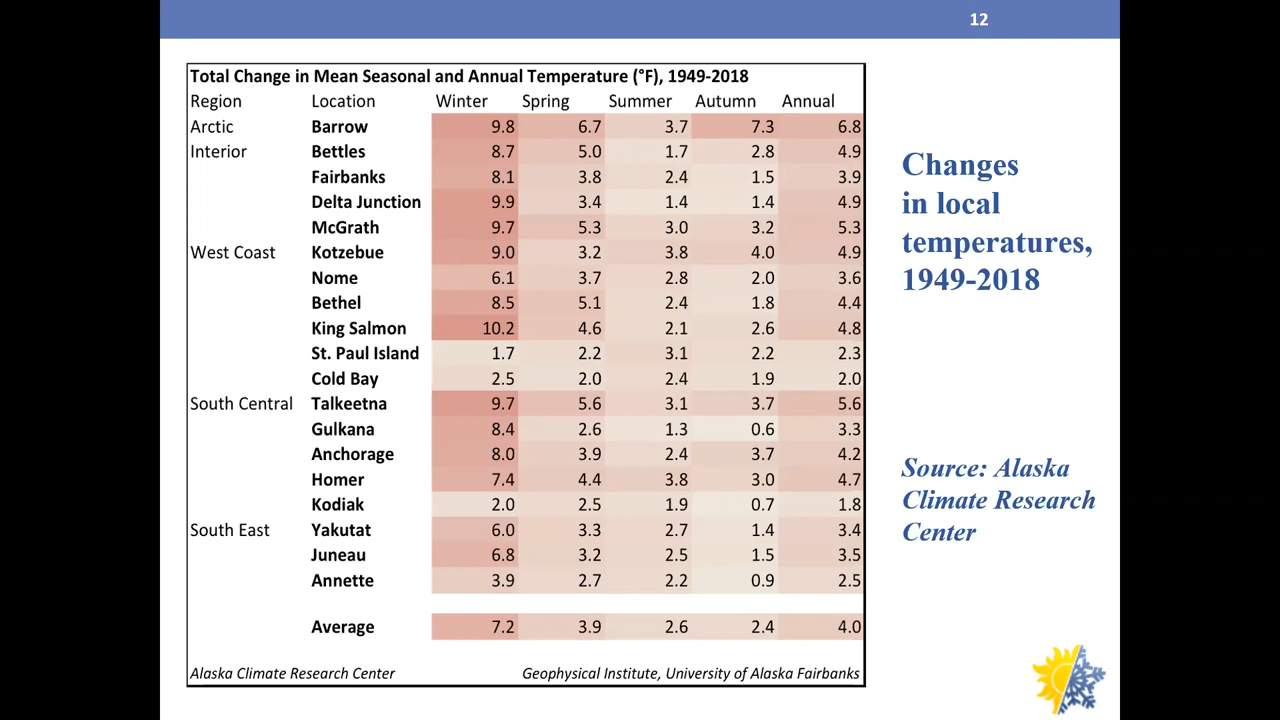 12
Total Change in Mean Seasonal and Annual Temperature (°F), 1949-2018
Region Location Winter Spring Summer Autumn Annual
Arctic Barrow 9.8 6.7 3.7 7.3 6.8
Interior Bettles 8.7 5.0 1.7 2.8 4.9
Fairbanks 8.1 3.8 2.4 1.5 3.9
Delta Junction 9.9 3.4 1.4 1.4 4.9
McGrath 9.7 5.3 3.0 3.2 5.3
West Coast Kotzebue 9.0 3.2 3.8 4.0 4.9
Nome 6.1 3.7 2.8 2.0 3.6
Bethel 8.5 5.1 2.4 1.8 4.4
King Salmon 10.2 4.6 2.1 2.6 4.8
St. Paul Island 1.7 2.2 3.1 2.2 2.3
Cold Bay 2.5 2.0 2.4 1.9 2.0
South Central Talkeetna 9.7 5.6 3.1 3.7 5.6
Gulkana 8.4 2.6 1.3 0.6 3.3
Anchorage 8.0 3.9 2.4 3.7 4.2
Homer 7.4 4.4 3.8 3.0 4.7
Kodiak 2.0 2.5 1.9 0.7 1.8
South East Yakutat 6.0 3.3 2.7 1.4 3.4
Juneau 6.8 3.2 2.5 1.5 3.5
Annette 3.9 2.7 2.2 0.9 2.5
Average 7.2 3.9 2.6 2.4 4.0
Alaska Climate Research Center Geophysical Institute, University of Alaska Fairbanks
Changes
in local
temperatures,
1949-2018
Source: Alaska
Climate Research
Center